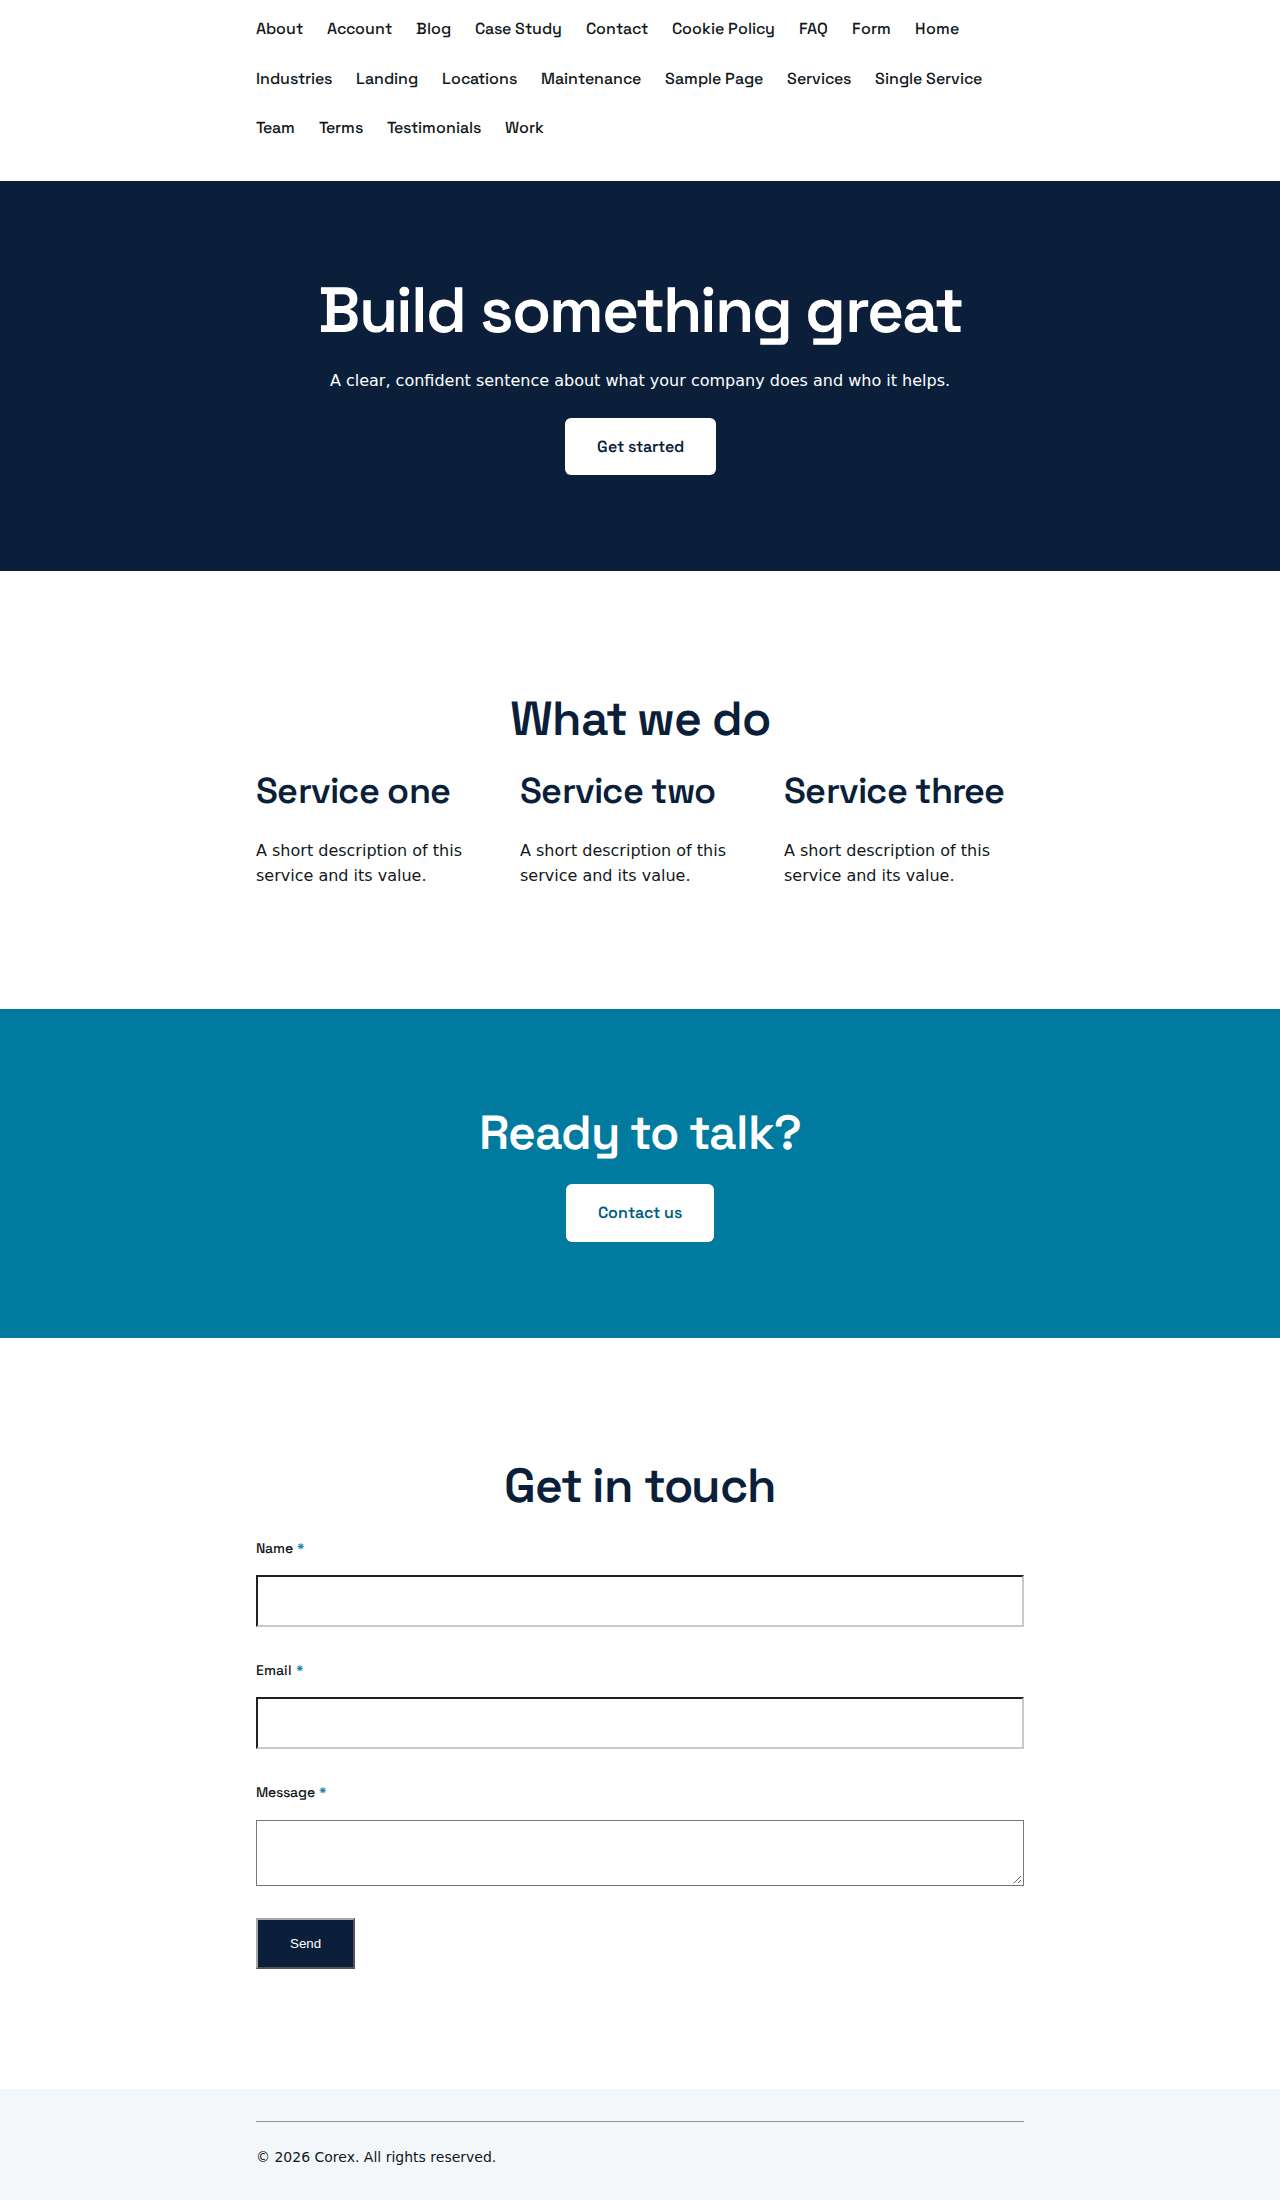 About Account Blog Case Study Contact Cookie Policy FAQ Form Home
Industries Landing Locations Maintenance Sample Page Services Single Service
Team Terms Testimonials Work
Build something great
A clear, confident sentence about what your company does and who it helps.
Get started
What we do
Service one
A short description of this
service and its value.
Service two
A short description of this
service and its value.
Service three
A short description of this
service and its value.
Ready to talk?
Contact us
Get in touch
Name *
Email *
Message *
Send
© 2026 Corex. All rights reserved.